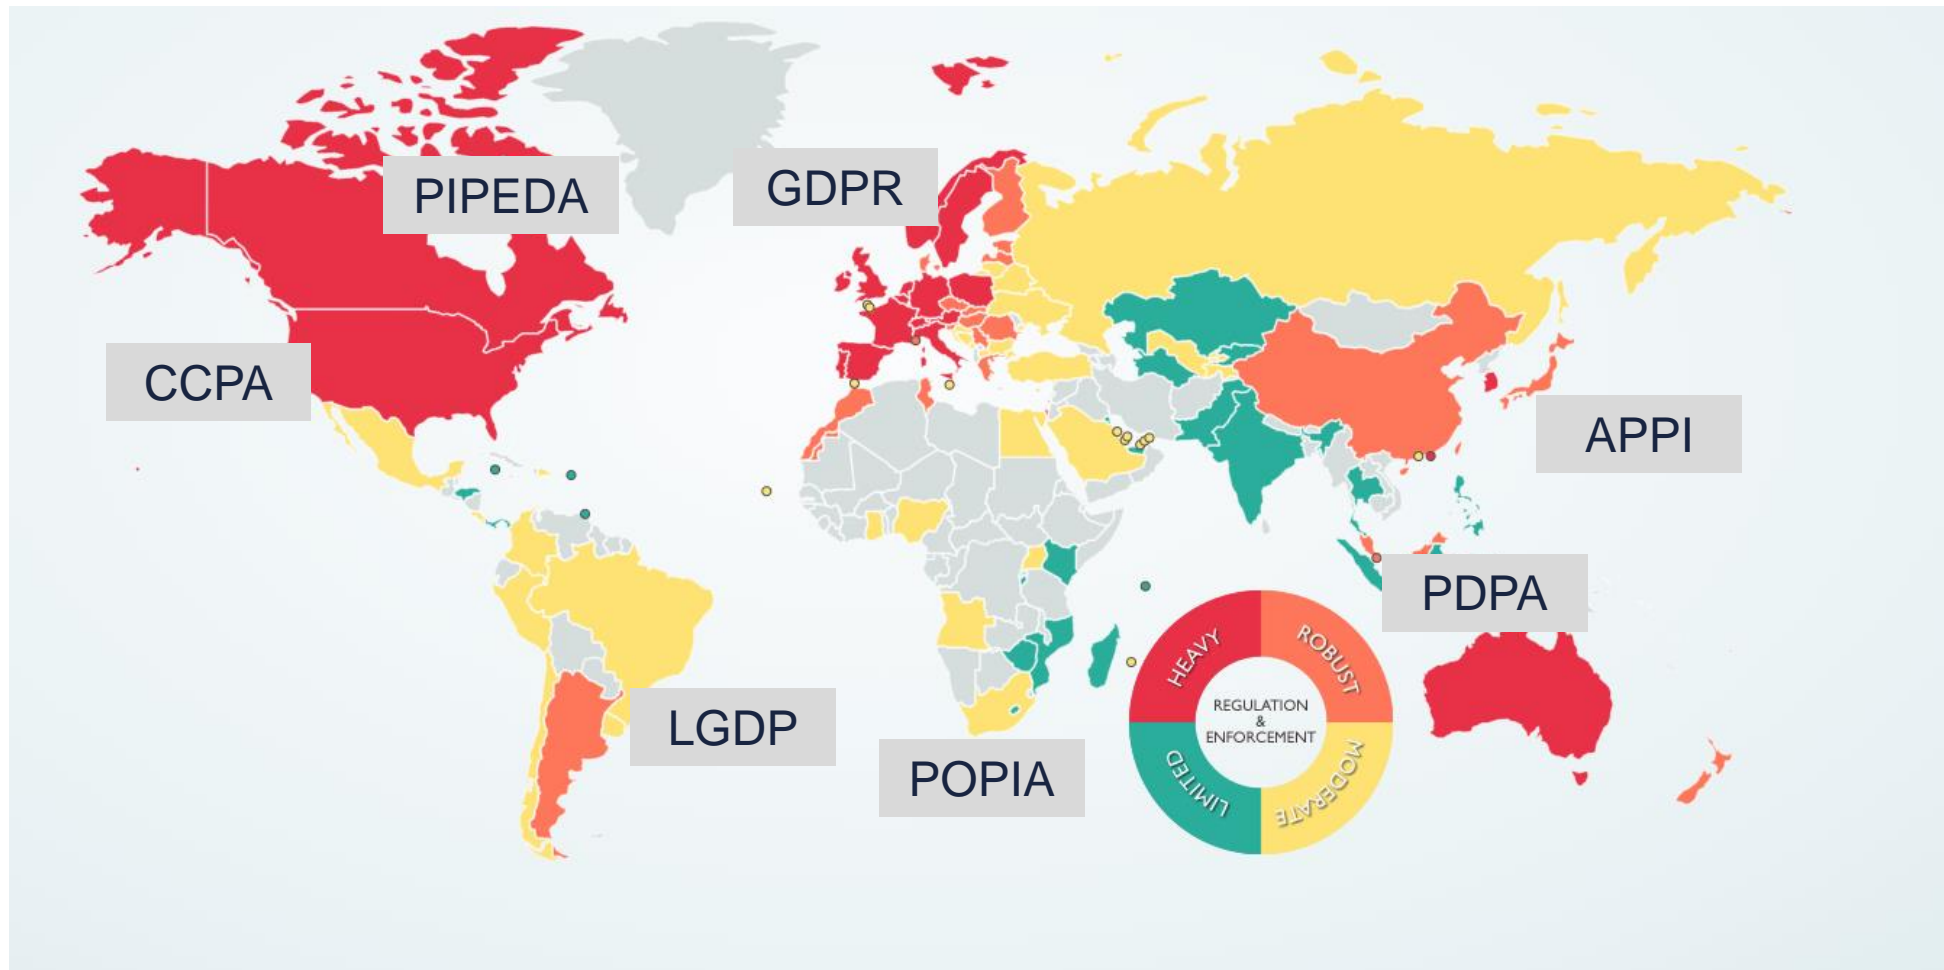 PIPEDA
GDPR
CCPA
APPI
PDPA
LGDP
POPIA
HEAVY
ROBUST
REGULATION
&
ENFORCEMENT
LIMITED
MODERATE